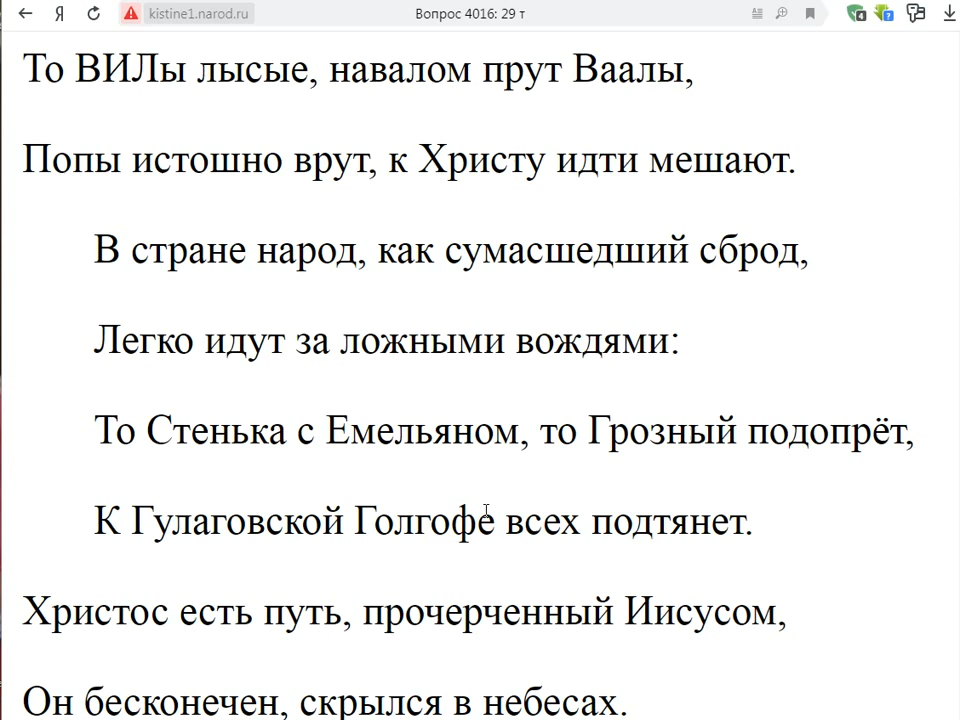 kistine1.narod.ru
Вопрос 4016: 29 т
То ВИЛы лысые, навалом прут Ваалы,
Попы истошно врут, к Христу идти мешают.
В стране народ, как сумасшедший сброд,
Легко идут за ложными вождями:
То Стенька с Емельяном, то Грозный подопрёт,
К Гулаговской Голгофе всех подтянет.
Христос есть путь, прочерченный Иисусом,
Он бесконечен, скрылся в небесах.